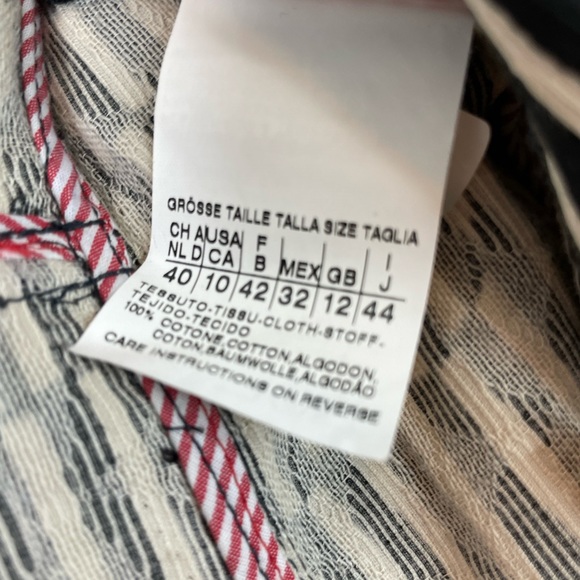 GRÖSSE TAILLE TALLA SIZE TAGLIA
CH A USA F I
NL D CA B MEX GB J
40 10 42 32 12 44
TESSUTO-TISSU-CLOTH-STOFF-
TEJIDO-TECIDO
100% COTONE,COTTON,ALGODON,
COTON,BAUMWOLLE,ALGODÃO
CARE INSTRUCTIONS ON REVERSE